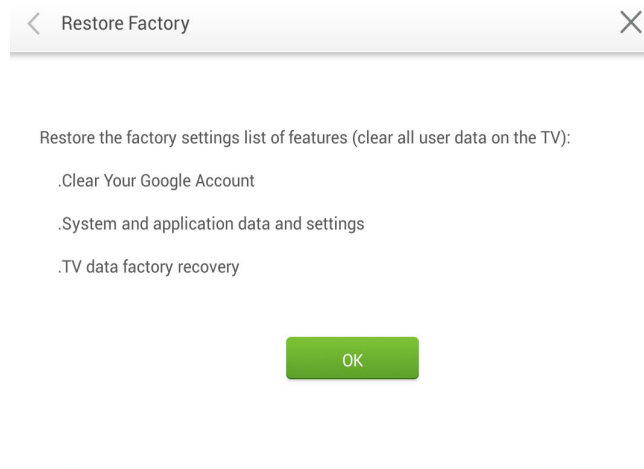 Restore Factory
Restore the factory settings list of features (clear all user data on the TV):
.Clear Your Google Account
.System and application data and settings
.TV data factory recovery
OK